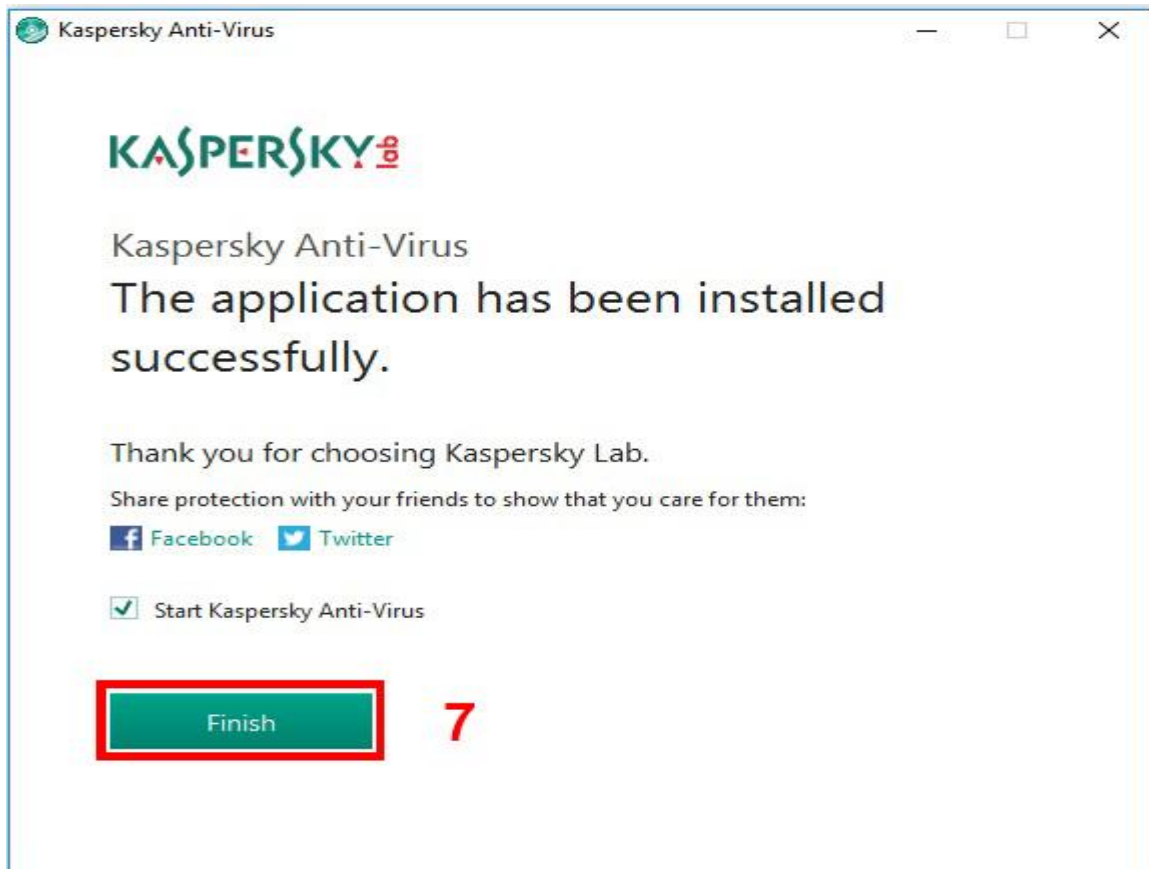 Kaspersky Anti-Virus
KASPERSKY lab
Kaspersky Anti-Virus
The application has been installed
successfully.
Thank you for choosing Kaspersky Lab.
Share protection with your friends to show that you care for them:
Facebook Twitter
Start Kaspersky Anti-Virus
Finish 7